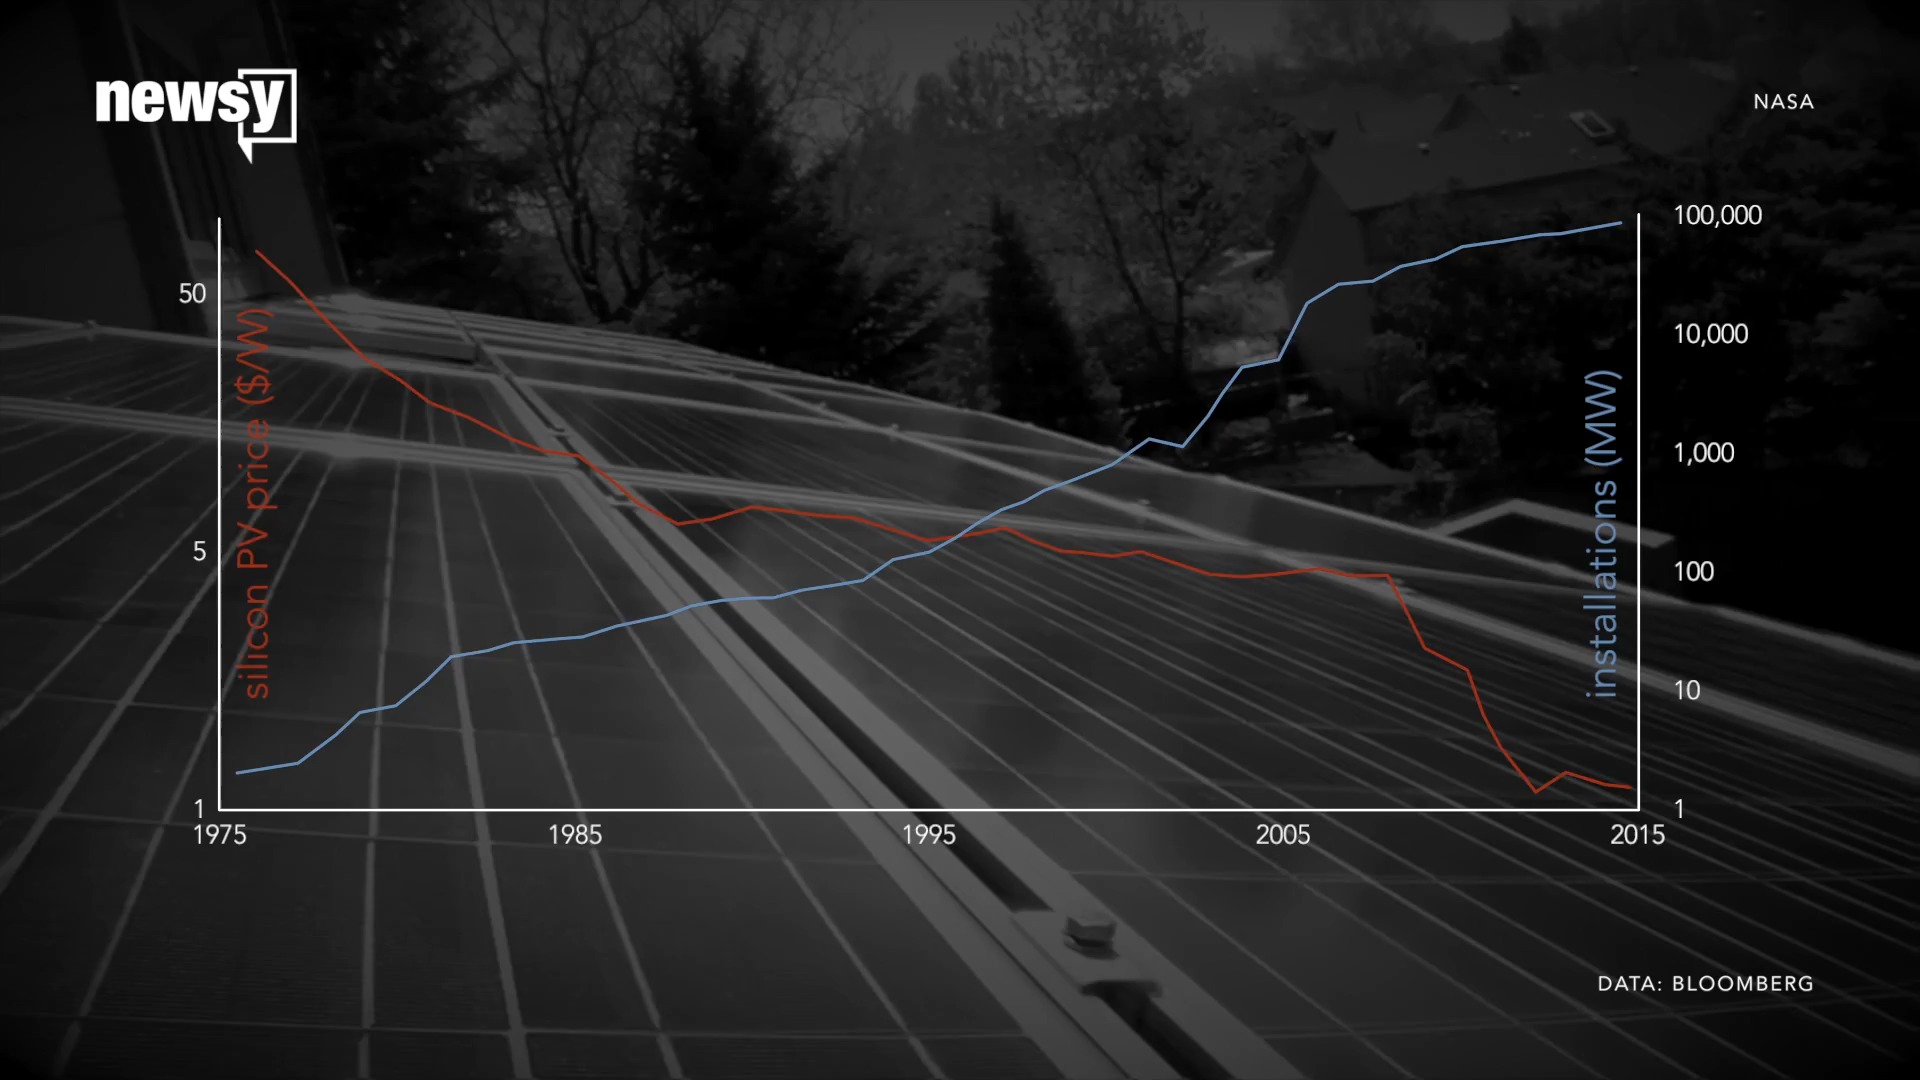 newsy
NASA
50
5
1
silicon PV price ($/W)
installations (MW)
100,000
10,000
1,000
100
10
1
1975
1985
1995
2005
2015
DATA: BLOOMBERG